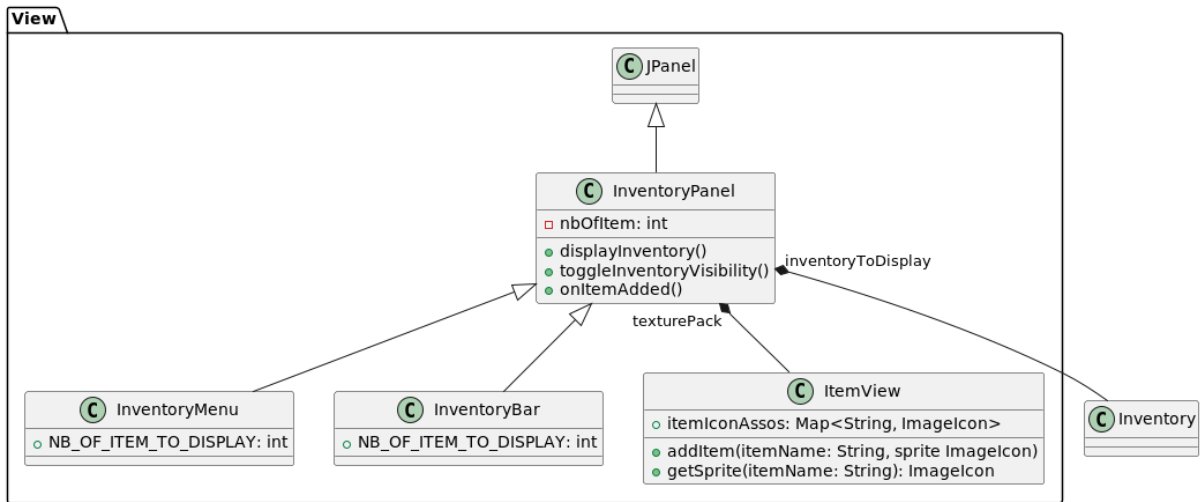 View
C JPanel
C InventoryPanel
nbOfItem: int
displayInventory()
toggleInventoryVisibility()
onItemAdded()
inventoryToDisplay
texturePack
C InventoryMenu
NB_OF_ITEM_TO_DISPLAY: int
C InventoryBar
NB_OF_ITEM_TO_DISPLAY: int
C ItemView
itemIconAssos: Map<String, ImageIcon>
addItem(itemName: String, sprite ImageIcon)
getSprite(itemName: String): ImageIcon
C Inventory